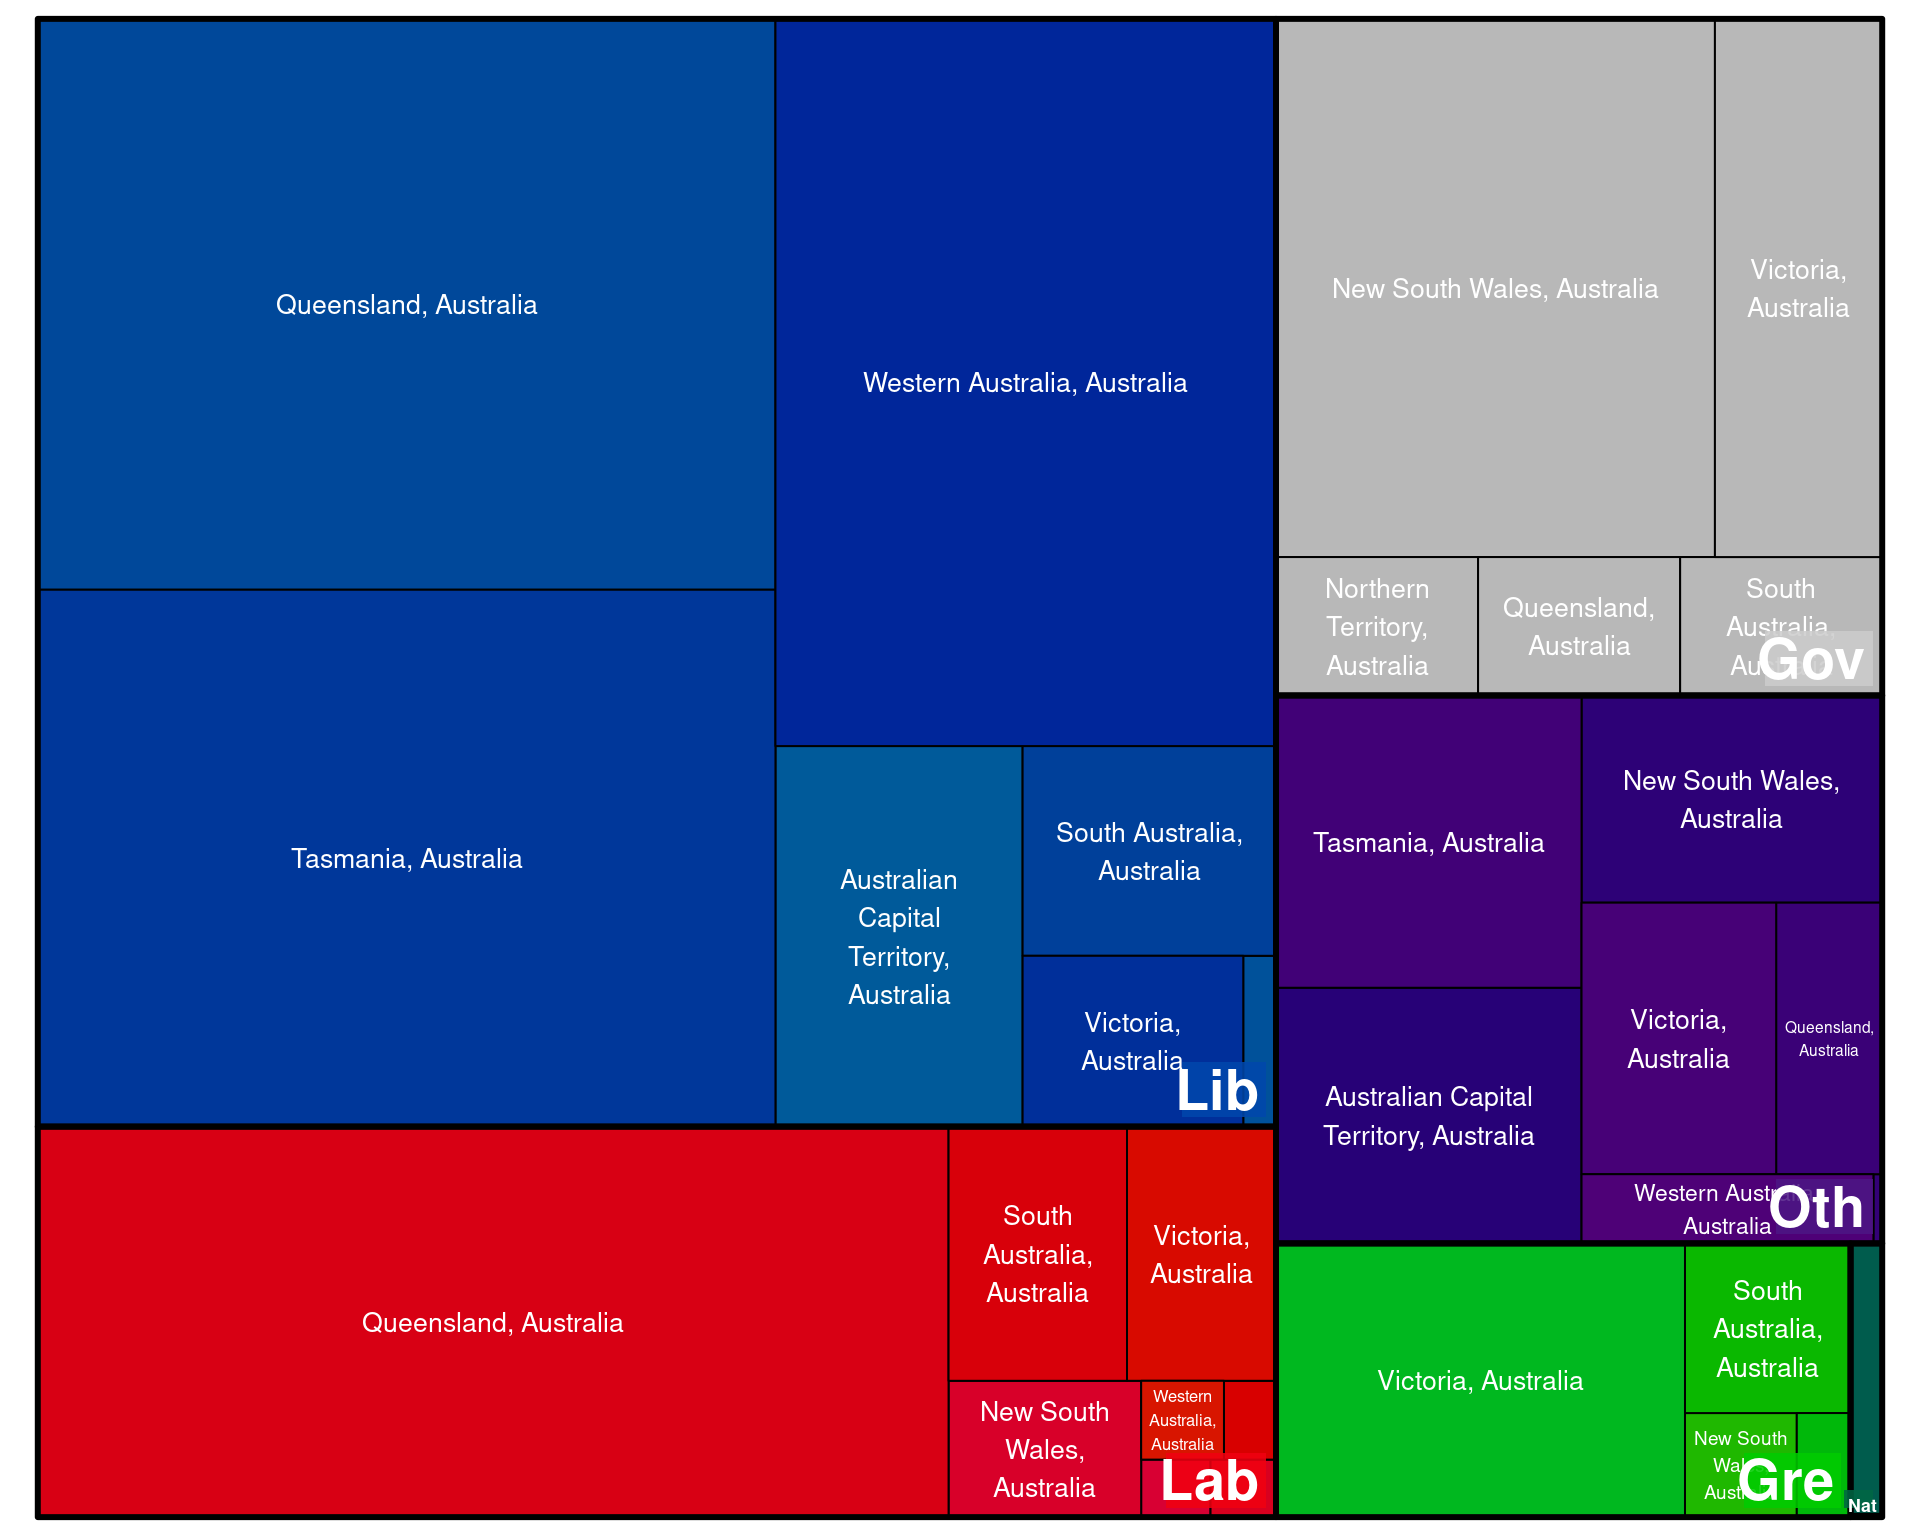 Queensland, Australia
Tasmania, Australia
Western Australia, Australia
Australian
Capital
Territory,
Australia
South Australia,
Australia
Victoria,
Australia
Lib
Queensland, Australia
South
Australia,
Australia
Victoria,
Australia
New South
Wales,
Australia
Western
Australia,
Australia
Lab
New South Wales, Australia
Victoria,
Australia
Northern
Territory,
Australia
Queensland,
Australia
South
Australia,
Gov
Tasmania, Australia
New South Wales,
Australia
Australian Capital
Territory, Australia
Victoria,
Australia
Queensland,
Australia
Western
Australia
Oth
Victoria, Australia
South
Australia,
Australia
New South
Gre
Nat